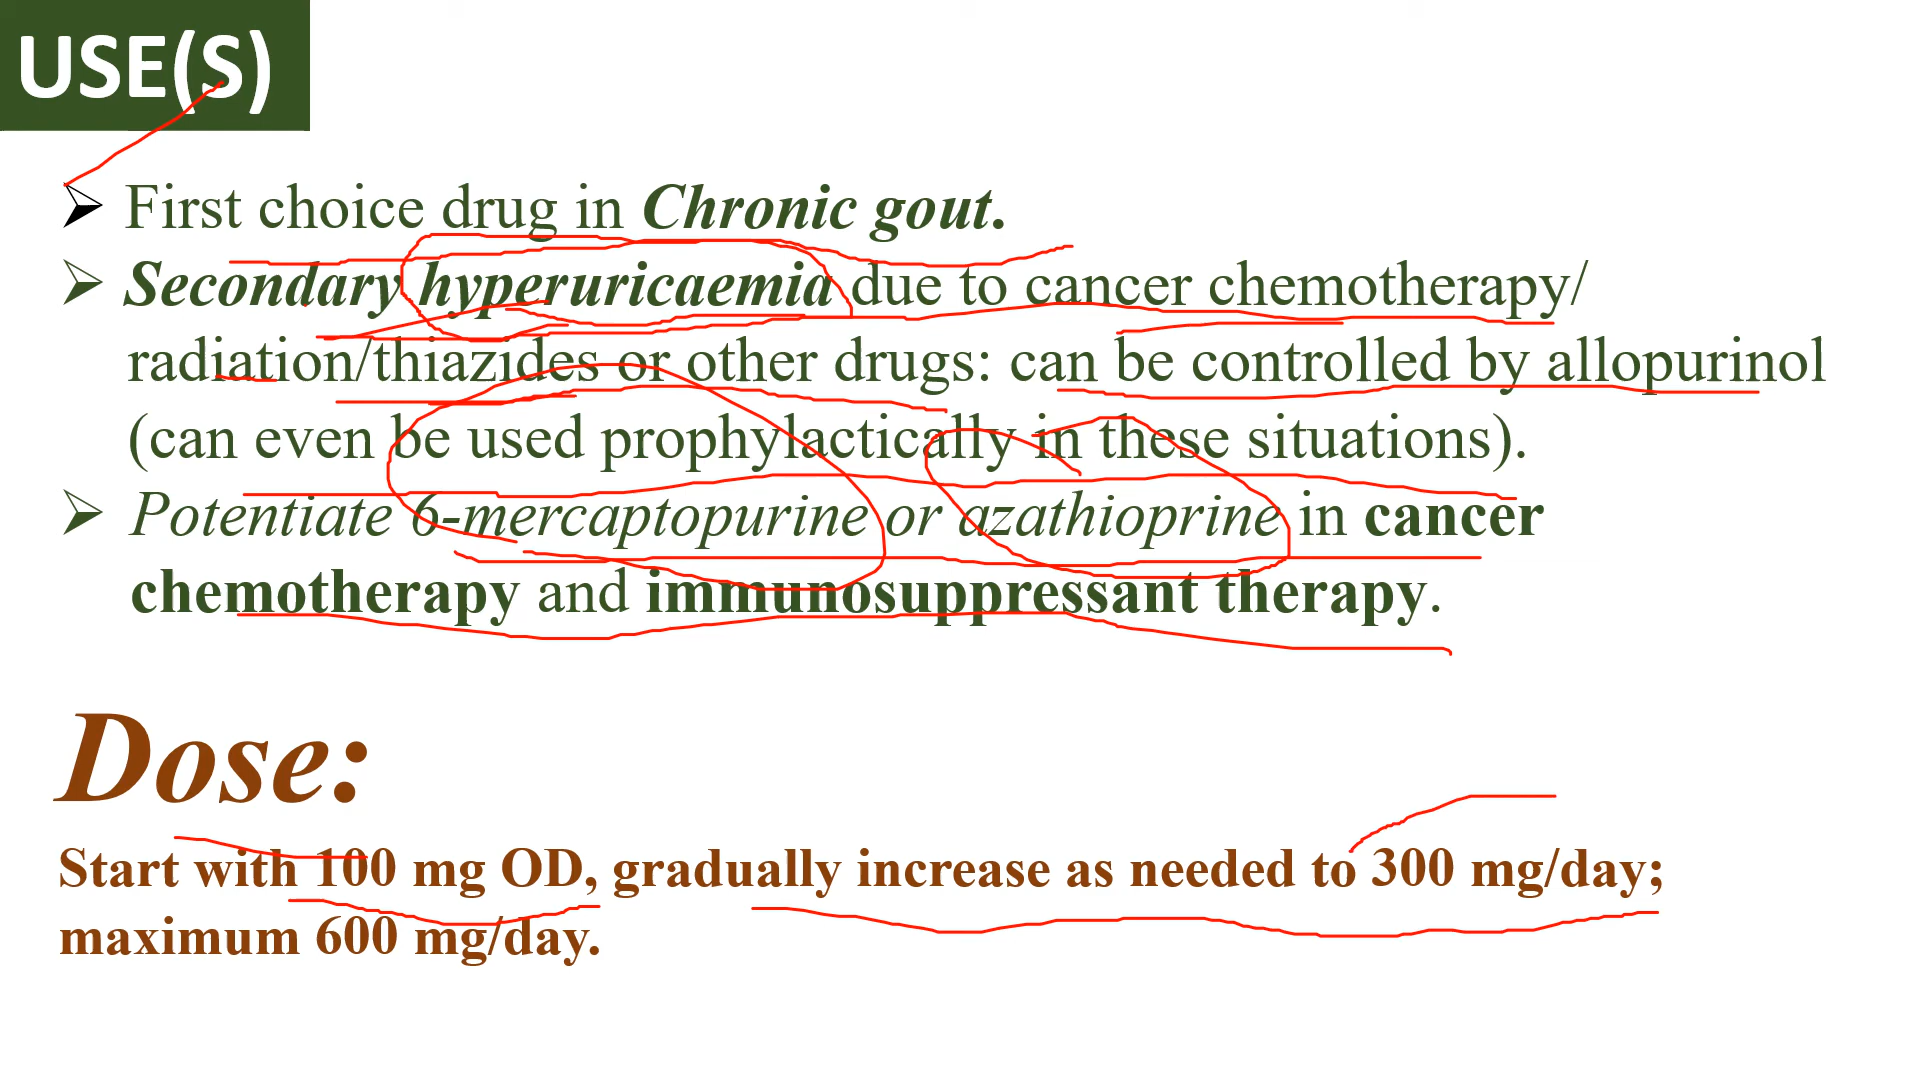 USE(S)
➢ First choice drug in Chronic gout.
➢ Secondary hyperuricaemia due to cancer chemotherapy/
radiation/thiazides or other drugs: can be controlled by allopurinol
(can even be used prophylactically in these situations).
➢ Potentiate 6-mercaptopurine or azathioprine in cancer
chemotherapy and immunosuppressant therapy.
Dose:
Start with 100 mg OD, gradually increase as needed to 300 mg/day;
maximum 600 mg/day.